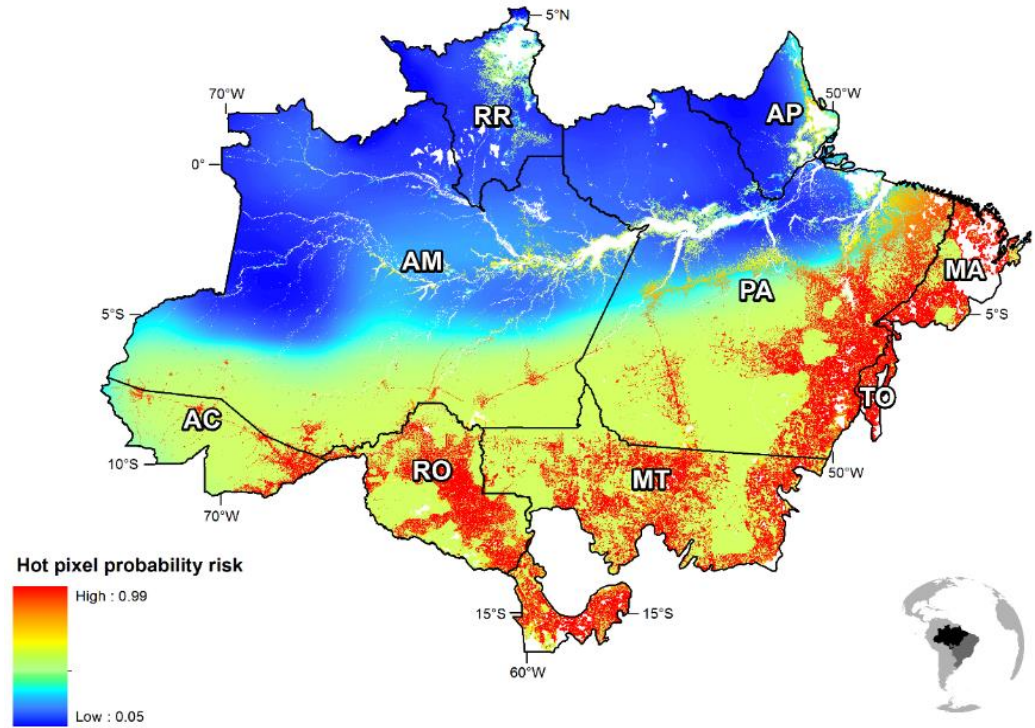 5°N
70°W
50°W
AP
RR
0°
AM
MA
PA
5°S
5°S
TO
AC
10°S
RO
MT
50°W
70°W
Hot pixel probability risk
High : 0.99
15°S
15°S
60°W
Low : 0.05